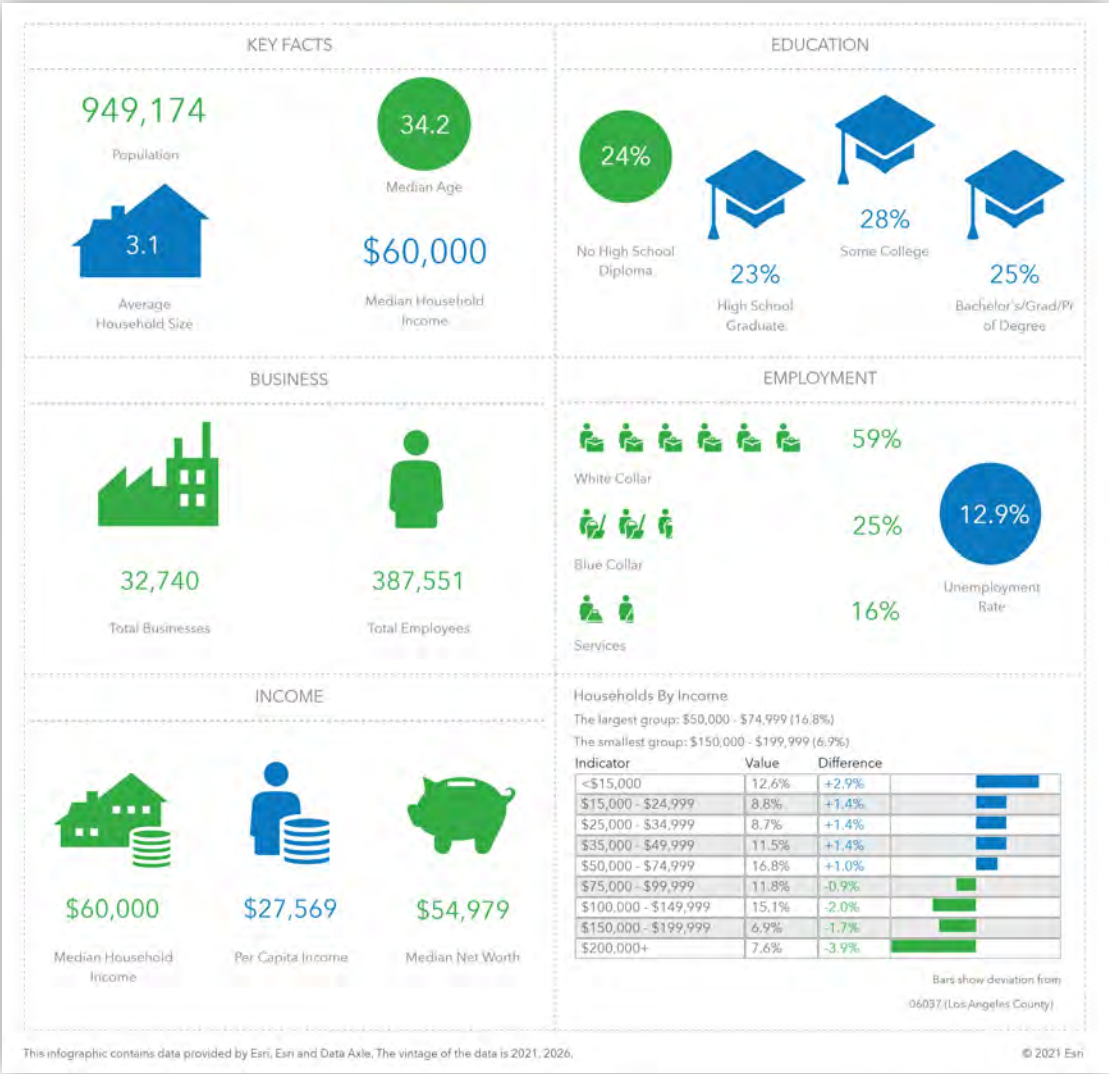 KEY FACTS
949,174
Population
34.2
Median Age
3.1
Average
Household Size
$60,000
Median Household
Income
EDUCATION
24%
No High School
Diploma
23%
High School
Graduate
28%
Some College
25%
Bachelor's/Grad/Pr
of Degree
BUSINESS
32,740
Total Businesses
387,551
Total Employees
EMPLOYMENT
59%
White Collar
25%
Blue Collar
16%
Services
12.9%
Unemployment
Rate
INCOME
$60,000
Median Household
Income
$27,569
Per Capita Income
$54,979
Median Net Worth
Households By Income
The largest group: $50,000 - $74,999 (16.8%)
The smallest group: $150,000 - $199,999 (6.9%)
Indicator Value Difference
<$15,000 12.6% +2.9%
$15,000 - $24,999 8.8% +1.4%
$25,000 - $34,999 8.7% +1.4%
$35,000 - $49,999 11.5% +1.4%
$50,000 - $74,999 16.8% +1.0%
$75,000 - $99,999 11.8% -0.9%
$100,000 - $149,999 15.1% -2.0%
$150,000 - $199,999 6.9% -1.7%
$200,000+ 7.6% -3.9%
Bars show deviation from
06037 (Los Angeles County)
This infographic contains data provided by Esri, Esri and Data Axle. The vintage of the data is 2021, 2026.
© 2021 Esri